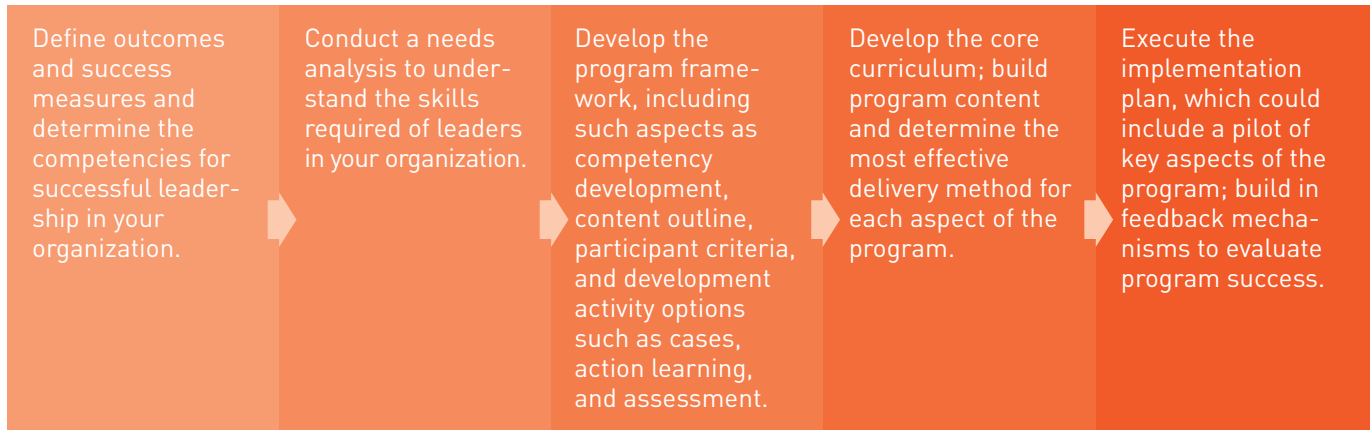 Define outcomes
and success
measures and
determine the
competencies for
successful leader-
ship in your
organization.
Conduct a needs
analysis to under-
stand the skills
required of leaders
in your organization.
Develop the
program frame-
work, including
such aspects as
competency
development,
content outline,
participant criteria,
and development
activity options
such as cases,
action learning,
and assessment.
Develop the core
curriculum; build
program content
and determine the
most effective
delivery method for
each aspect of the
program.
Execute the
implementation
plan, which could
include a pilot of
key aspects of the
program; build in
feedback mecha-
nisms to evaluate
program success.